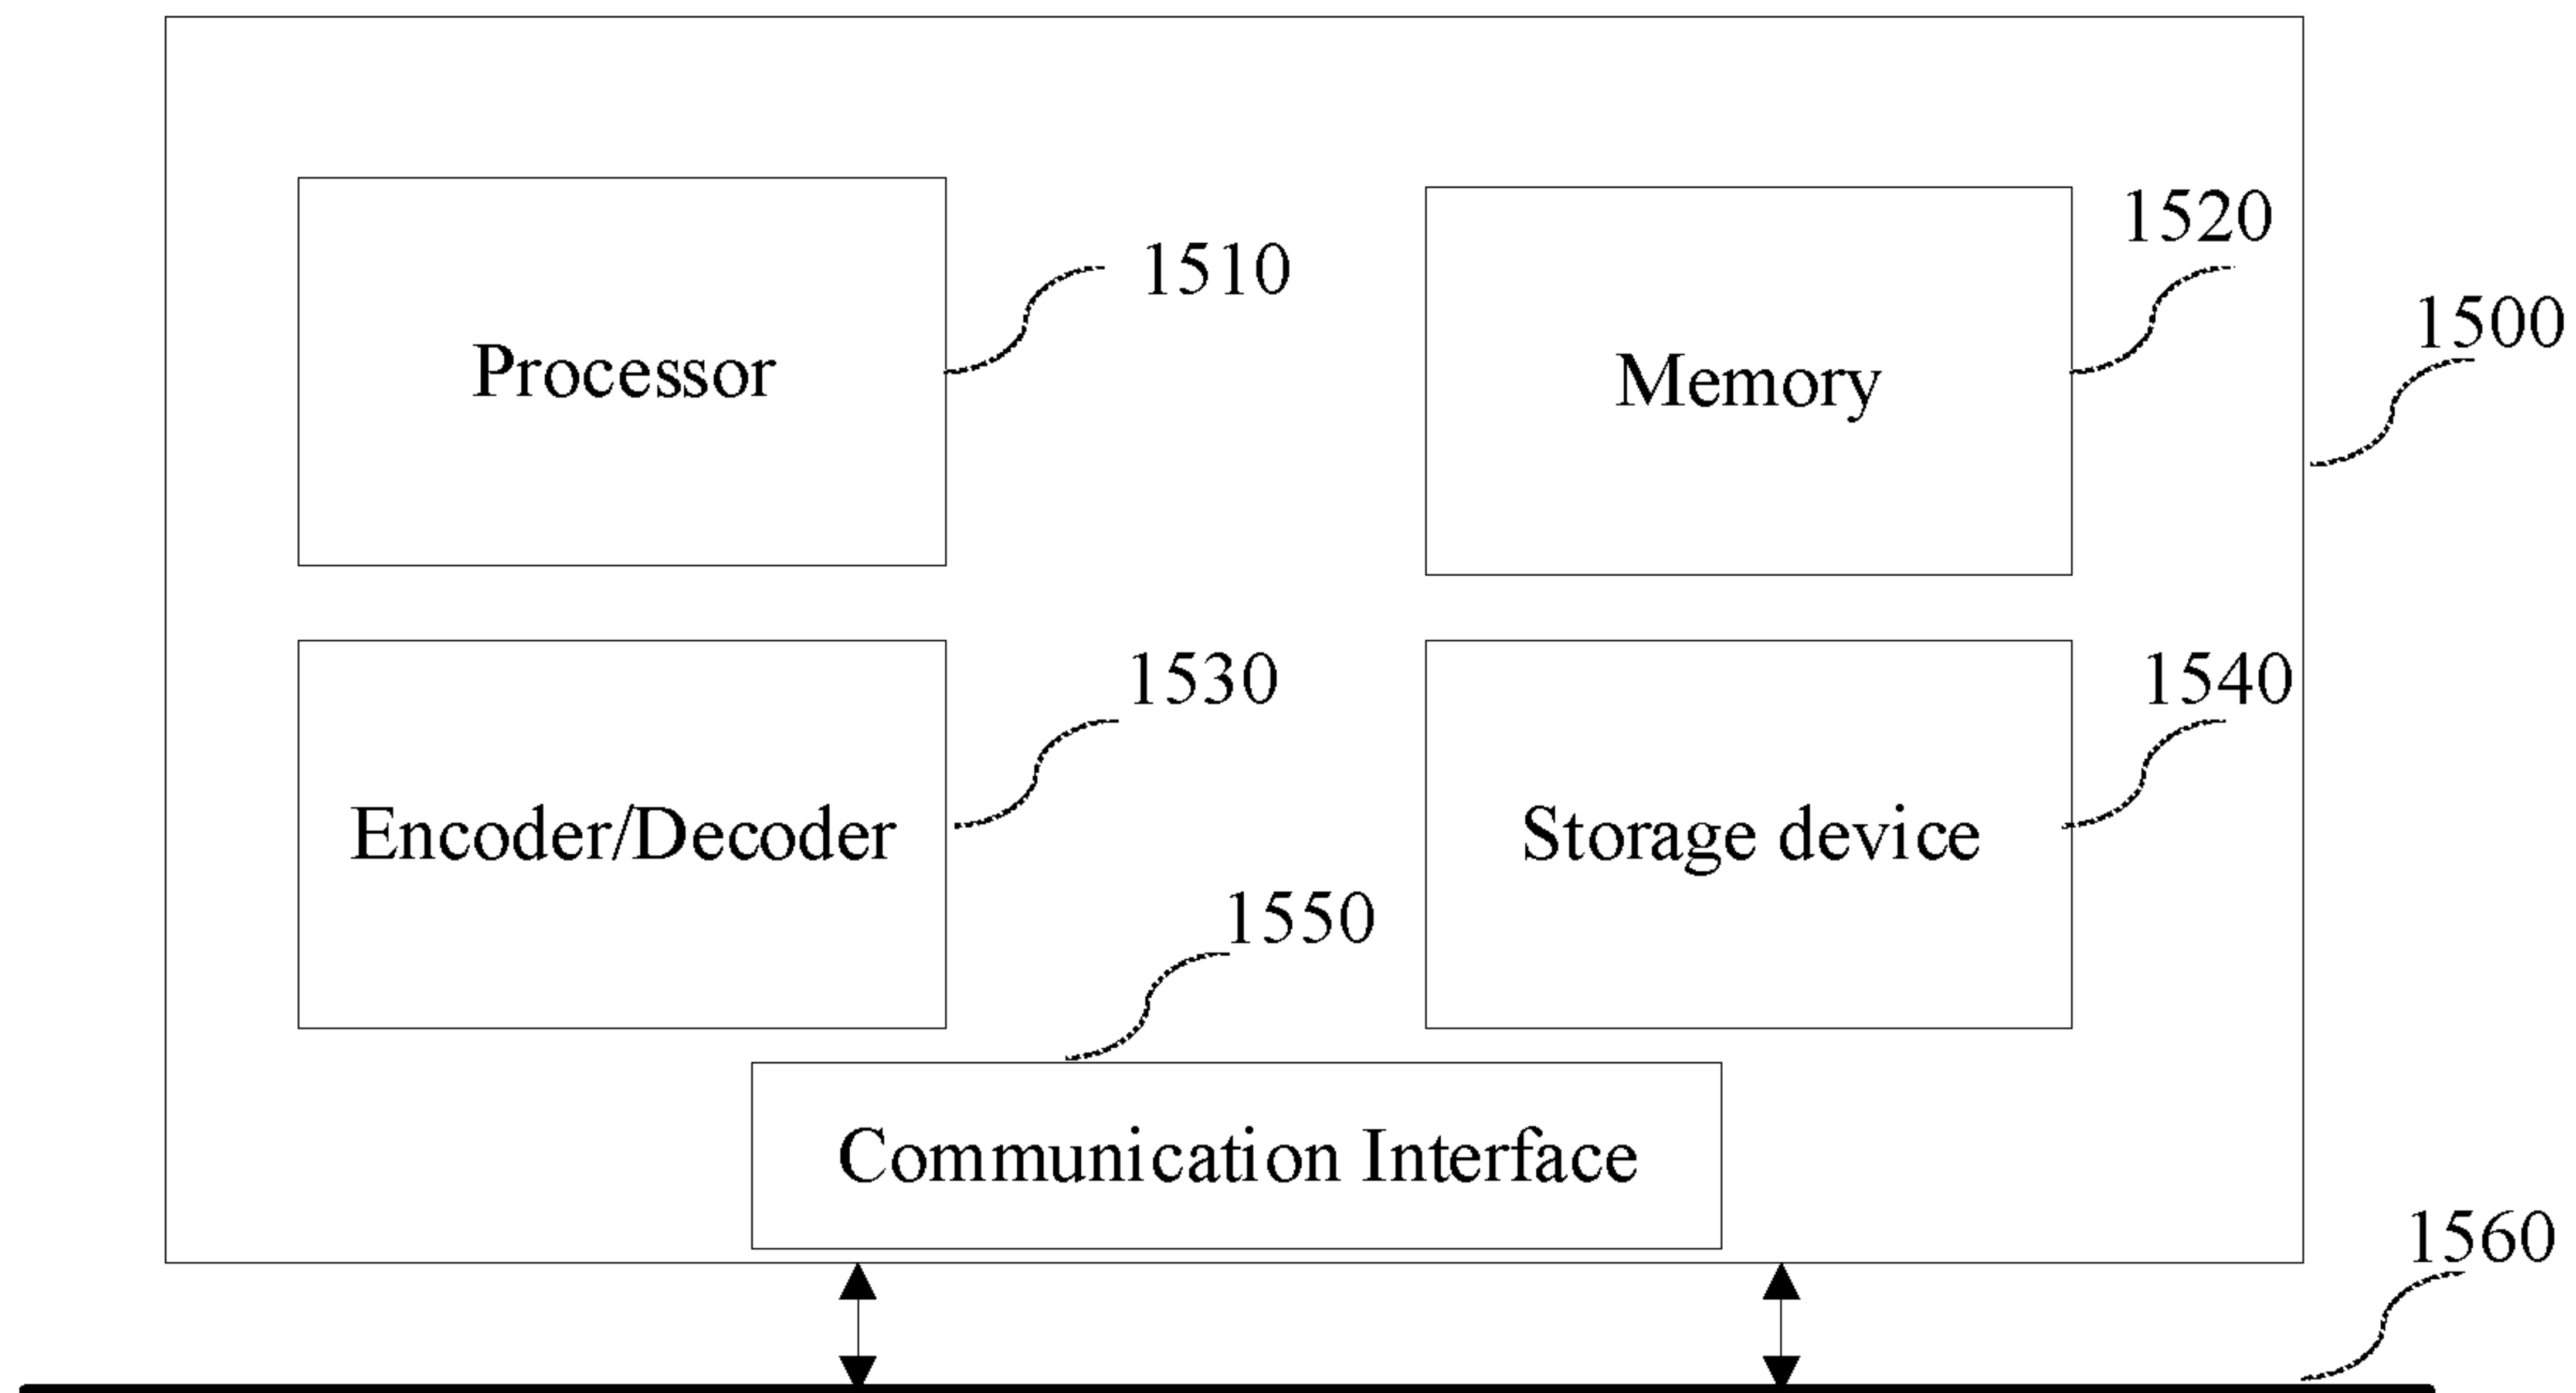 1520
1510
1500
Processor
Memory
1530
1540
Encoder/Decoder
Storage device
1550
Communication Interface
1560